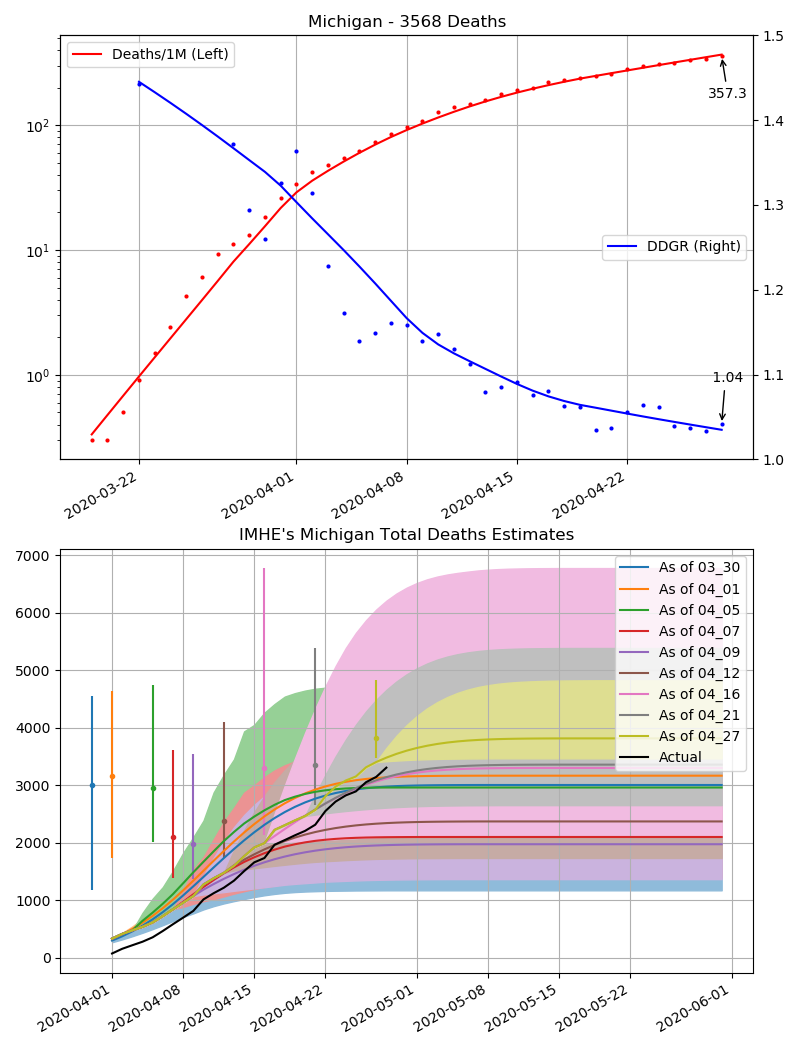 Michigan - 3568 Deaths
Deaths/1M (Left)
DDGR (Right)
357.3
1.04
10²
10¹
10⁰
1.5
1.4
1.3
1.2
1.1
1.0
2020-03-22
2020-04-01
2020-04-08
2020-04-15
2020-04-22
IMHE's Michigan Total Deaths Estimates
7000
6000
5000
4000
3000
2000
1000
0
As of 03_30
As of 04_01
As of 04_05
As of 04_07
As of 04_09
As of 04_12
As of 04_16
As of 04_21
As of 04_27
Actual
2020-04-01
2020-04-08
2020-04-15
2020-04-22
2020-05-01
2020-05-08
2020-05-15
2020-05-22
2020-06-01